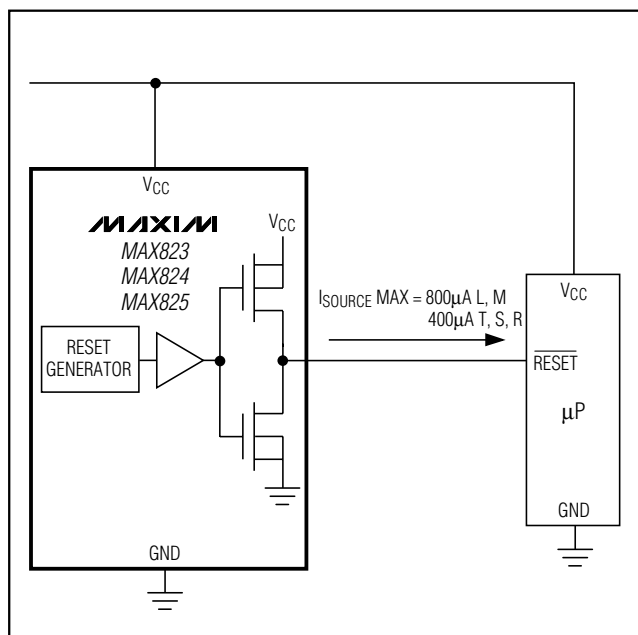 VCC
MAXIM
MAX823
MAX824
MAX825
VCC
RESET
GENERATOR
ISOURCE MAX = 800µA L, M
400µA T, S, R
VCC
RESET
µP
GND
GND